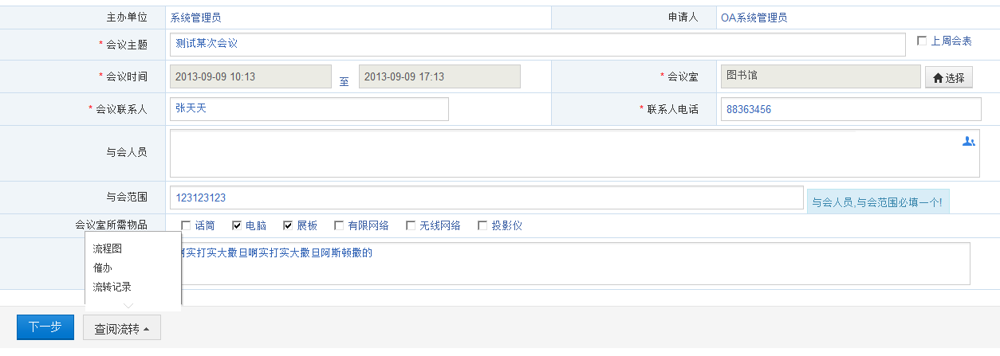 主办单位 系统管理员 申请人 OA系统管理员
* 会议主题 测试某次会议 上周会表
* 会议时间 2013-09-09 10:13 至 2013-09-09 17:13 * 会议室 图书馆 选择
* 会议联系人 张天天 * 联系人电话 88363456
与会人员
与会范围 123123123 与会人员,与会范围必填一个!
会议室所需物品 话筒 电脑 展板 有限网络 无线网络 投影仪
实打实大撒旦啊实打实大撒旦阿斯顿撒的
流程图
催办
流转记录
下一步 查阅流转